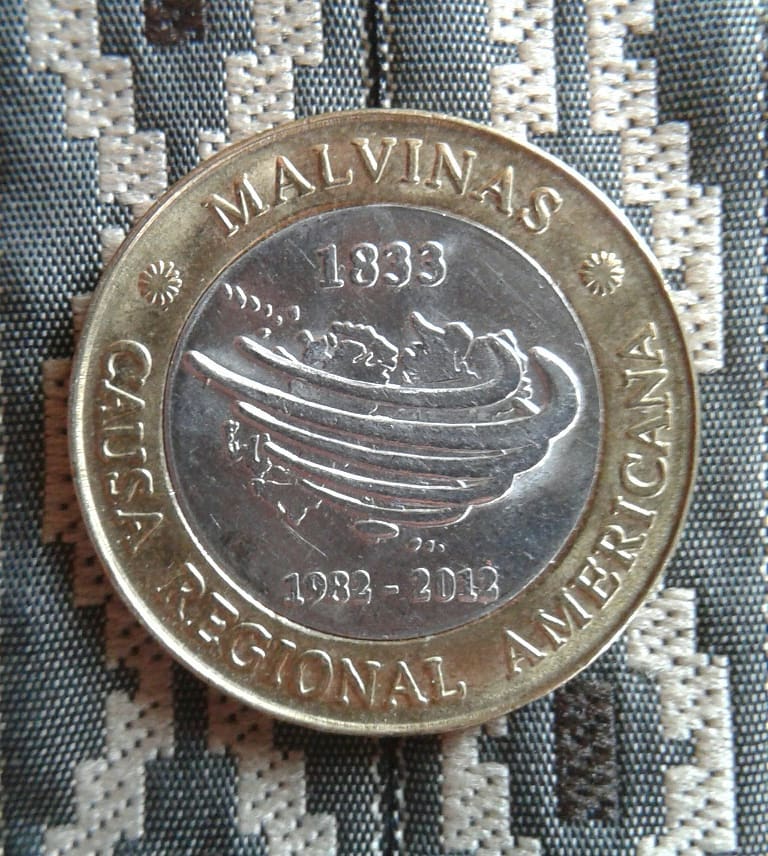 MALVINAS
1833
1982 - 2012
CAUSA REGIONAL AMERICANA